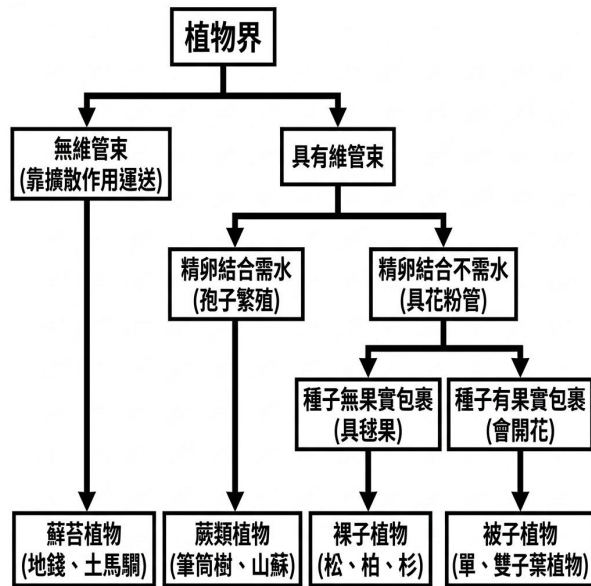 植物界
無維管束
(靠擴散作用運送)
具有維管束
精卵結合需水
(孢子繁殖)
精卵結合不需水
(具花粉管)
種子無果實包裹
(具毬果)
種子有果實包裹
(會開花)
蘚苔植物
(地錢、土馬騣)
蕨類植物
(筆筒樹、山蘇)
裸子植物
(松、柏、杉)
被子植物
(單、雙子葉植物)